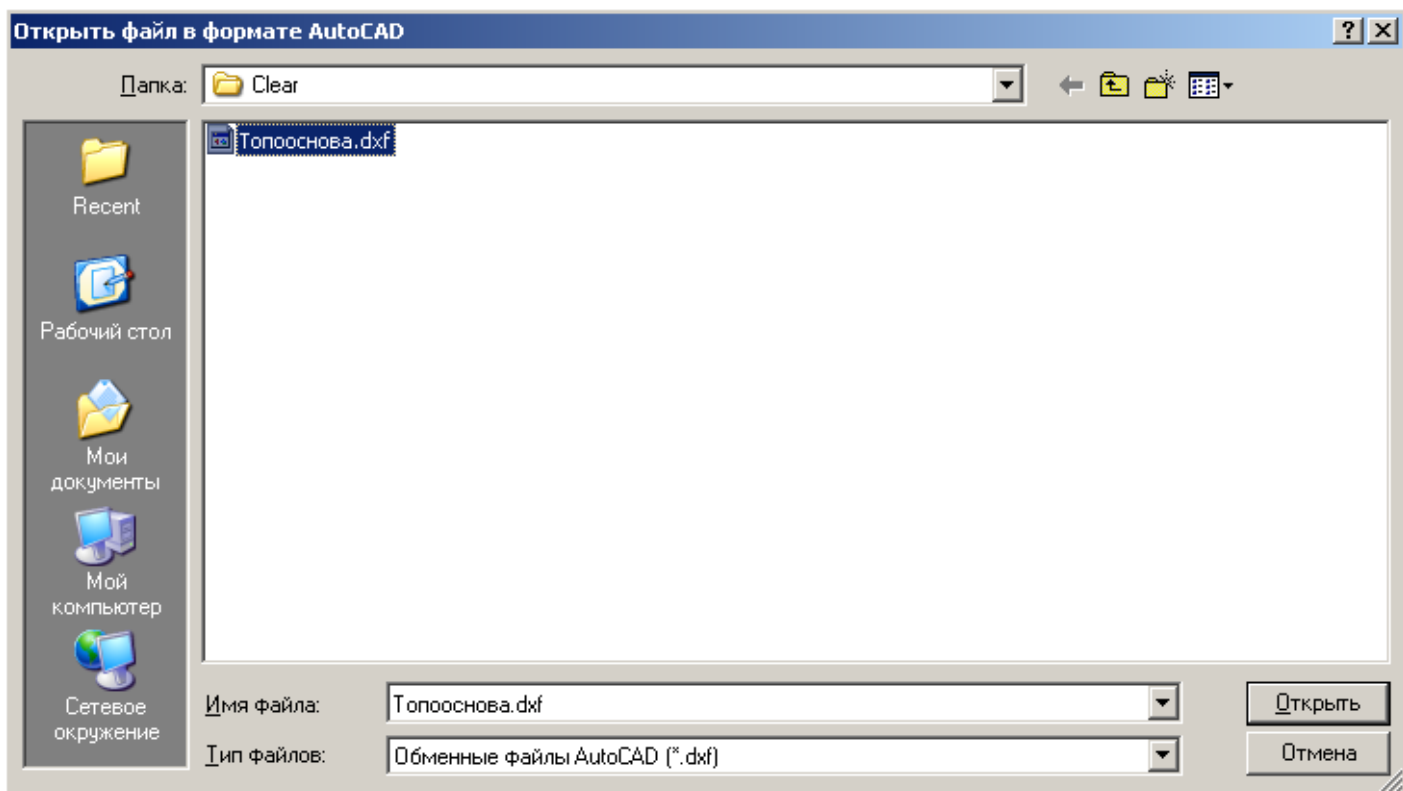 Открыть файл в формате AutoCAD
Папка:
Clear
Топооснова.dxf
Recent
Рабочий стол
Мои
документы
Мой
компьютер
Сетевое
окружение
Имя файла:
Топооснова.dxf
Открыть
Тип файлов:
Обменные файлы AutoCAD (*.dxf)
Отмена